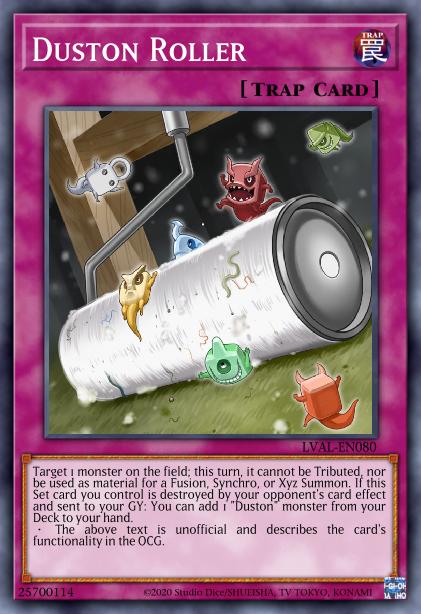 DUSTON ROLLER
TRAP
罠
[TRAP CARD]
LVAL-EN080
Target 1 monster on the field; this turn, it cannot be Tributed, nor
be used as material for a Fusion, Synchro, or Xyz Summon. If this
Set card you control is destroyed by your opponent's card effect
and sent to your GY: You can add 1 "Duston" monster from your
Deck to your hand.
· The above text is unofficial and describes the card's
functionality in the OCG.
25700114
©2020 Studio Dice/SHUEISHA, TV TOKYO, KONAMI